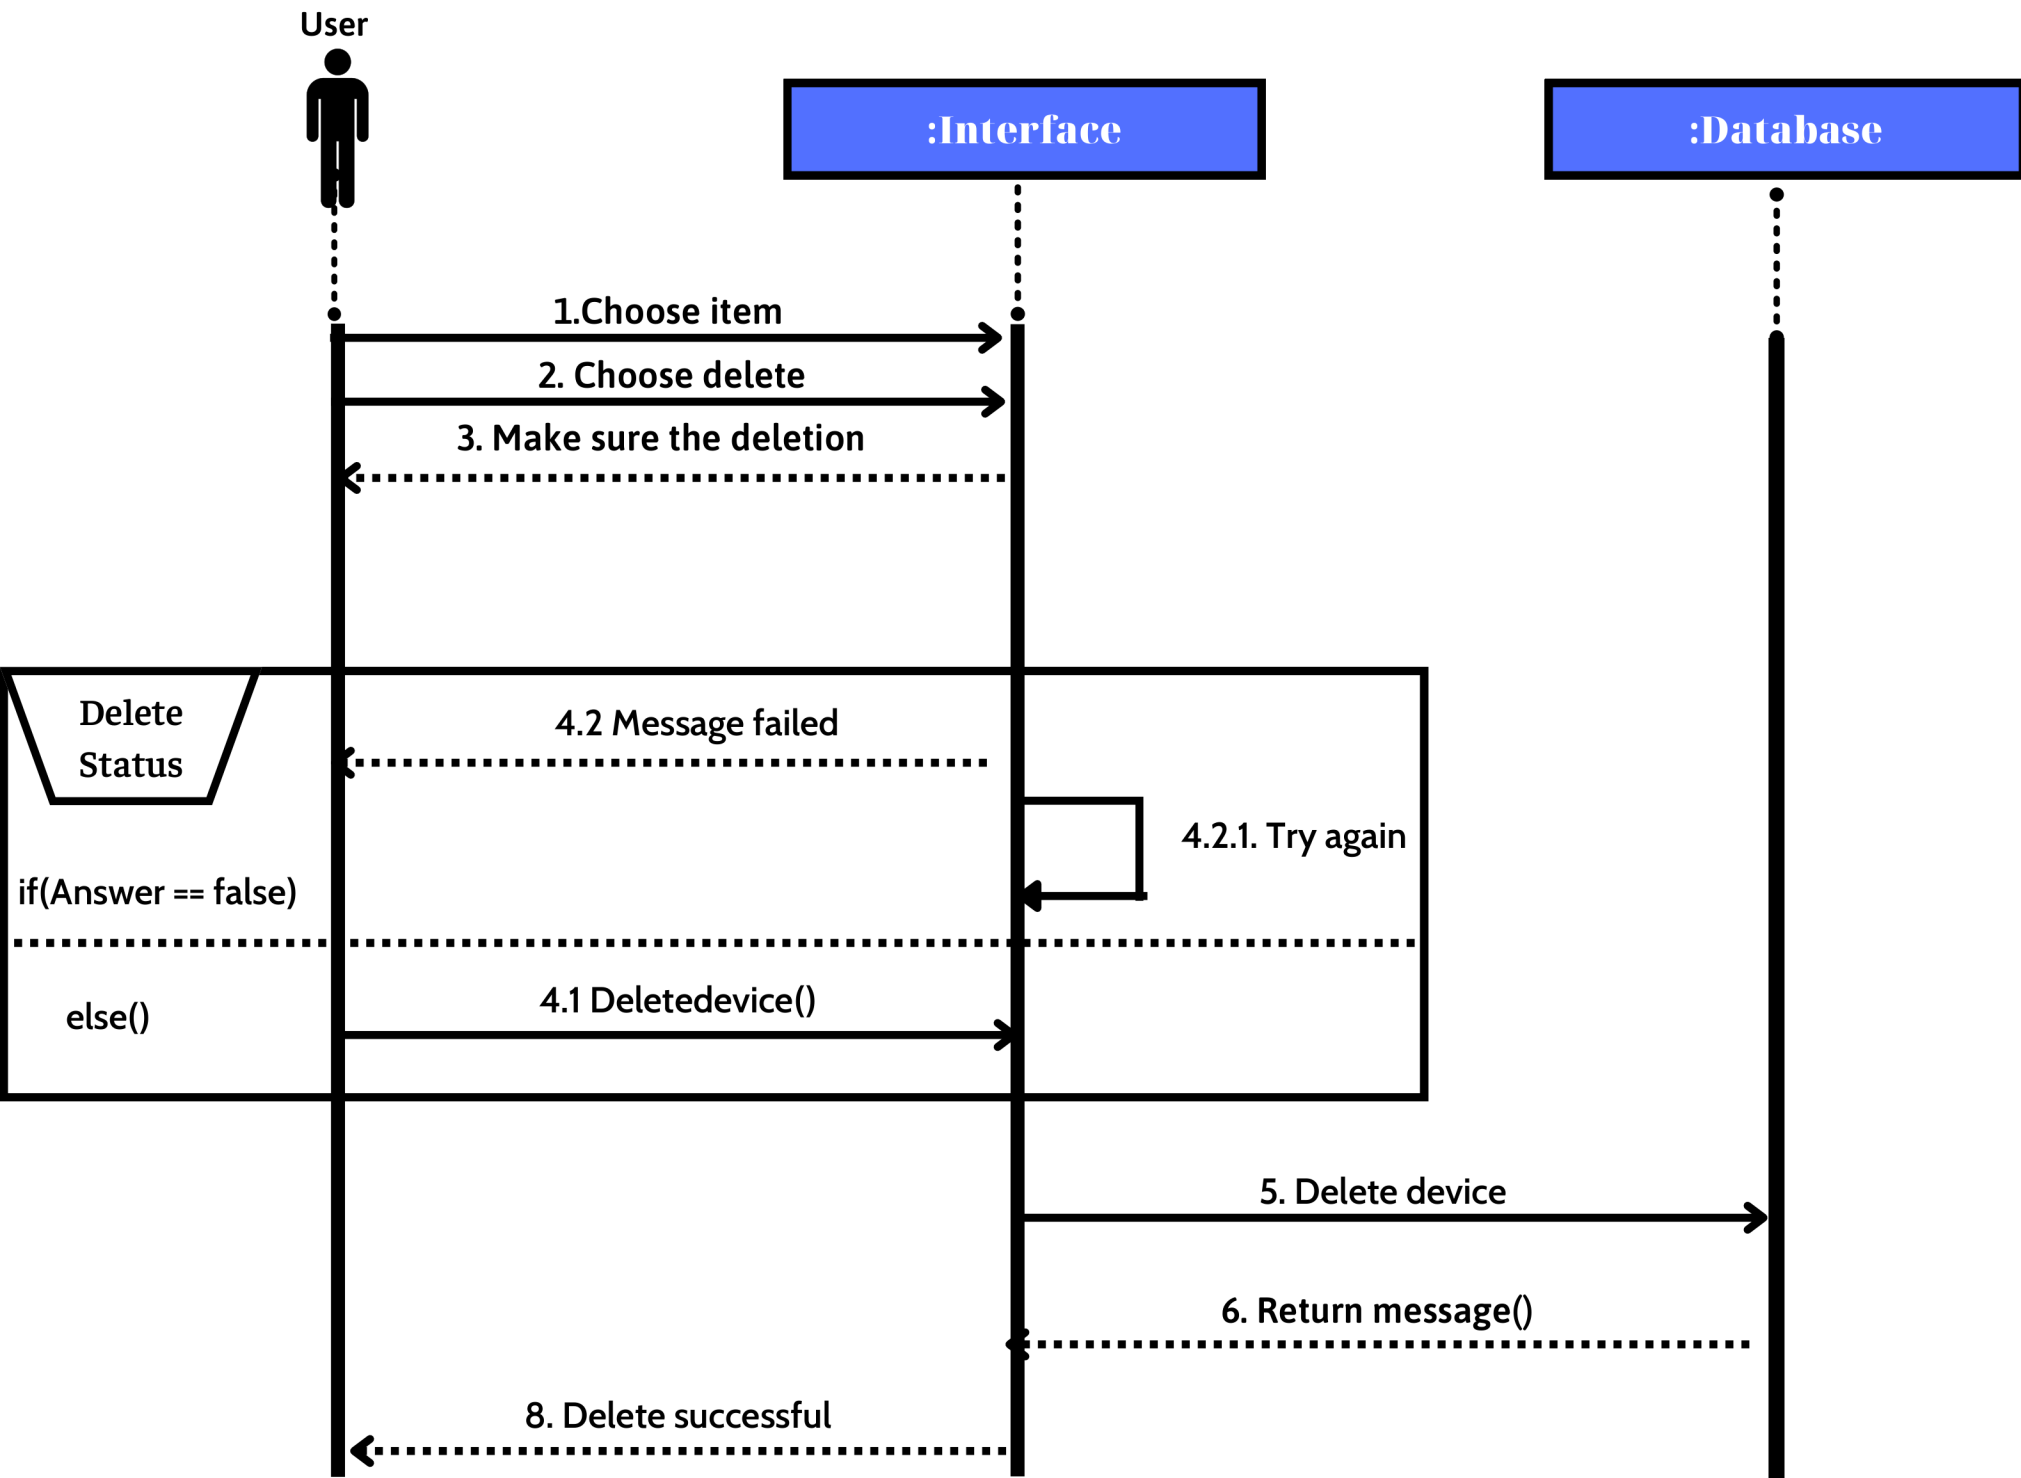 User
:Interface
:Database
1.Choose item
2. Choose delete
3. Make sure the deletion
Delete
Status
4.2 Message failed
4.2.1. Try again
if(Answer == false)
else()
4.1 Deletedevice()
5. Delete device
6. Return message()
8. Delete successful